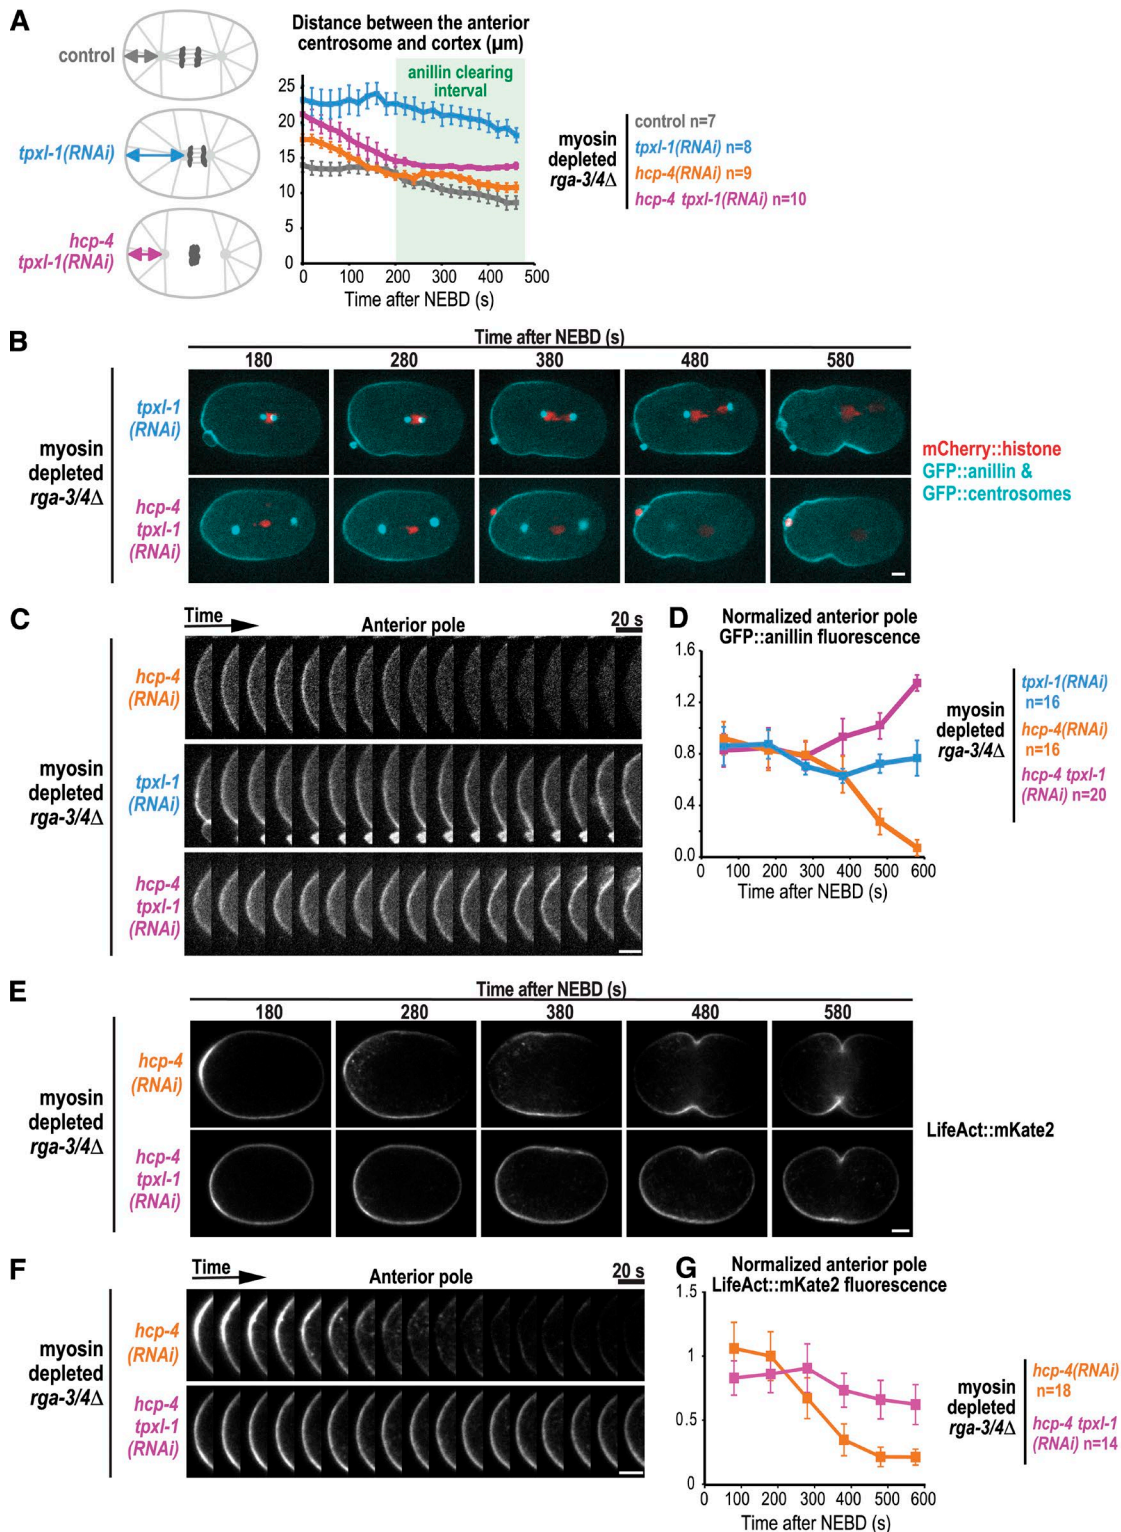 A
control
tpxl-1(RNAi)
hcp-4
tpxl-1(RNAi)
Distance between the anterior
centrosome and cortex (µm)
anillin clearing
interval
25
20
15
10
5
0
0
100
200
300
400
500
Time after NEBD (s)
myosin
depleted
rga-3/4Δ
control n=7
tpxl-1(RNAi) n=8
hcp-4(RNAi) n=9
hcp-4 tpxl-1(RNAi) n=10
B
Time after NEBD (s)
180
280
380
480
580
myosin
depleted
rga-3/4Δ
tpxl-1
(RNAi)
hcp-4
tpxl-1
(RNAi)
mCherry::histone
GFP::anillin &
GFP::centrosomes
C
Time
Anterior pole
20 s
myosin
depleted
rga-3/4Δ
hcp-4
(RNAi)
tpxl-1
(RNAi)
hcp-4
tpxl-1
(RNAi)
D
Normalized anterior pole
GFP::anillin fluorescence
1.6
1.2
0.8
0.4
0.0
100
200
300
400
500
600
Time after NEBD (s)
myosin
depleted
rga-3/4Δ
tpxl-1(RNAi)
n=16
hcp-4(RNAi)
n=16
hcp-4 tpxl-1
(RNAi) n=20
E
Time after NEBD (s)
180
280
380
480
580
myosin
depleted
rga-3/4Δ
hcp-4
(RNAi)
hcp-4
tpxl-1
(RNAi)
LifeAct::mKate2
F
Time
Anterior pole
20 s
myosin
depleted
rga-3/4Δ
hcp-4
(RNAi)
hcp-4
tpxl-1
(RNAi)
G
Normalized anterior pole
LifeAct::mKate2 fluorescence
1.5
1
0.5
0
0
100
200
300
400
500
600
Time after NEBD (s)
myosin
depleted
rga-3/4Δ
hcp-4(RNAi)
n=18
hcp-4 tpxl-1
(RNAi) n=14